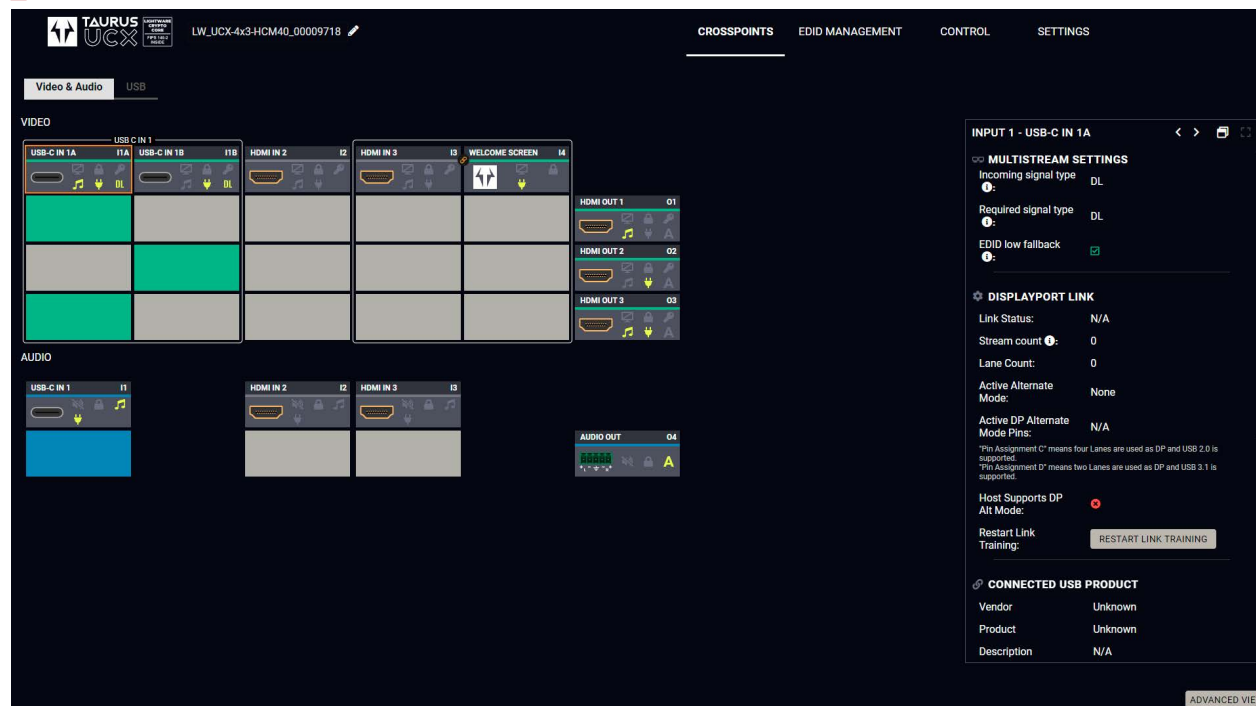 TAURUS
UCX
LIGHTWARE
CRYPTO
CORE
FIPS 140-2
INSIDE
LW_UCX-4x3-HCM40_00009718
CROSSPOINTS
EDID MANAGEMENT
CONTROL
SETTINGS
Video & Audio
USB
VIDEO
USB C IN 1
USB-C IN 1A I1A
USB-C IN 1B I1B
HDMI IN 2 I2
HDMI IN 3 I3
WELCOME SCREEN I4
DL
DL
HDMI OUT 1 O1
A
HDMI OUT 2 O2
A
HDMI OUT 3 O3
A
AUDIO
USB-C IN 1 I1
HDMI IN 2 I2
HDMI IN 3 I3
AUDIO OUT O4
A
INPUT 1 - USB-C IN 1A
MULTISTREAM SETTINGS
Incoming signal type
: DL
Required signal type
: DL
EDID low fallback
:
DISPLAYPORT LINK
Link Status: N/A
Stream count : 0
Lane Count: 0
Active Alternate
Mode: None
Active DP Alternate
Mode Pins: N/A
"Pin Assignment C" means four Lanes are used as DP and USB 2.0 is
supported.
"Pin Assignment D" means two Lanes are used as DP and USB 3.1 is
supported.
Host Supports DP
Alt Mode:
Restart Link
Training:
RESTART LINK TRAINING
CONNECTED USB PRODUCT
Vendor Unknown
Product Unknown
Description N/A
ADVANCED VIE